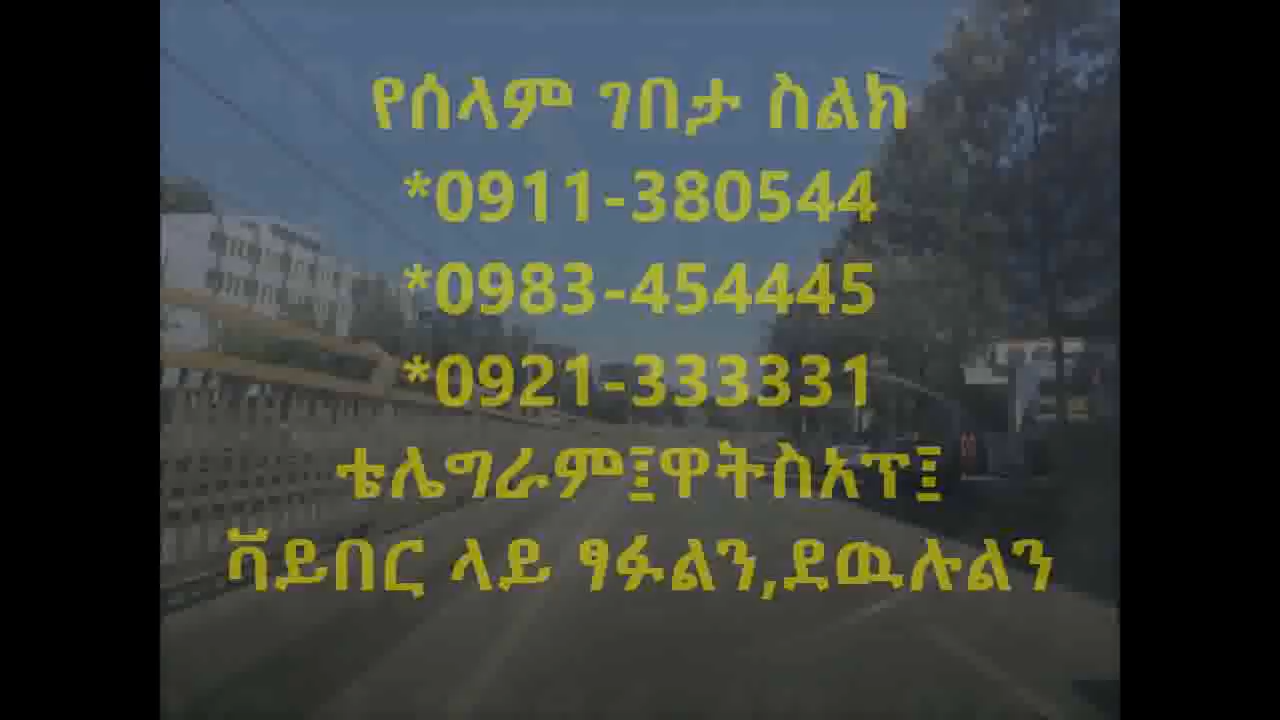 የሰላም ገበታ ስልክ
*0911-380544
*0983-454445
*0921-333331
ቴሌግራም፤ዋትስአፕ፤
ቫይበር ላይ ፃፉልን,ደዉሉልን